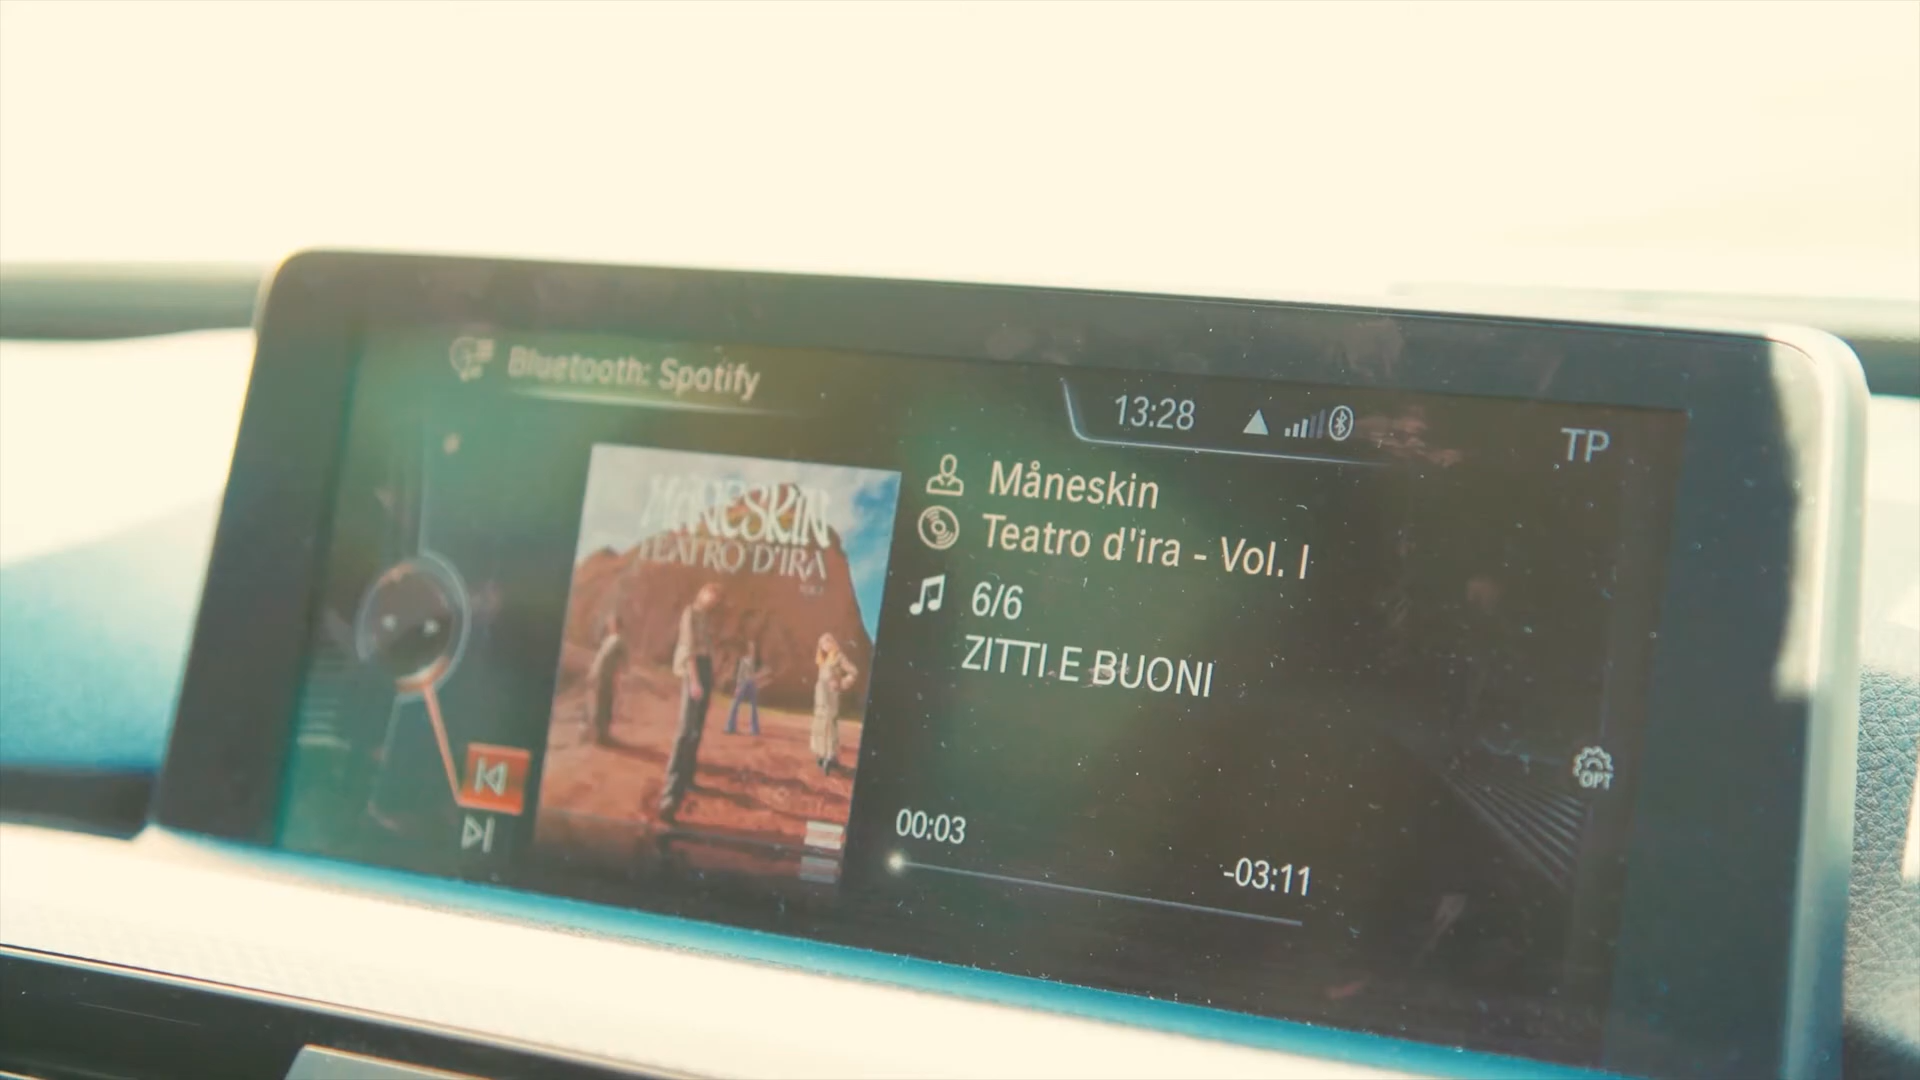 Bluetooth: Spotify
13:28
TP
MåNESKIN
TEATRO D'IRA
Måneskin
Teatro d'ira - Vol. I
6/6
ZITTI E BUONI
OPT
00:03
-03:11